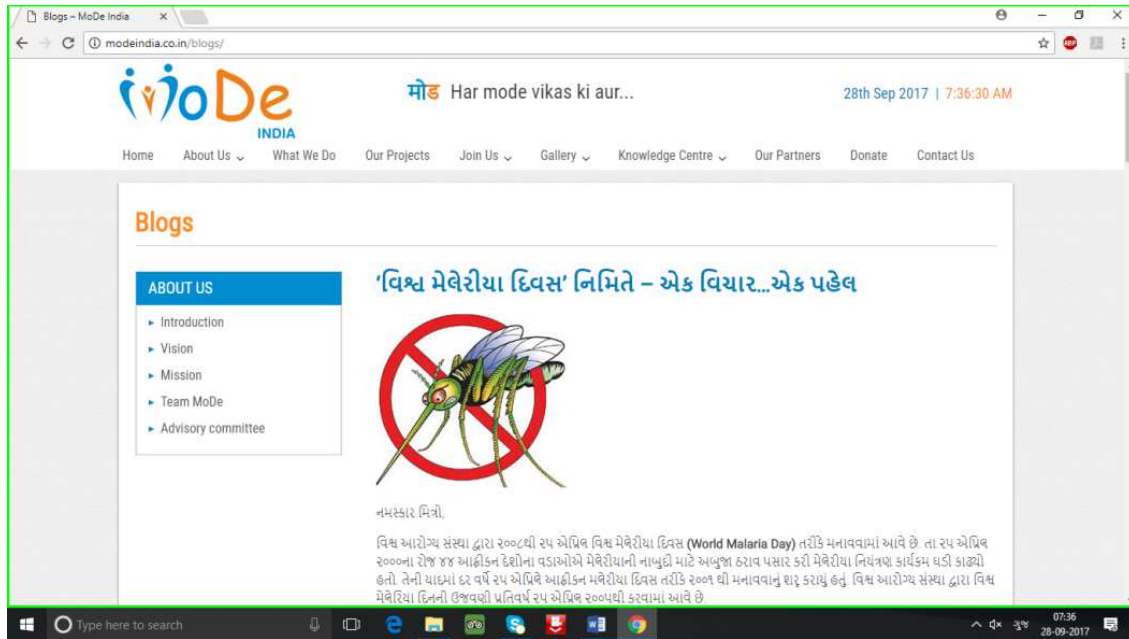 Blogs – MoDe India
modeindia.co.in/blogs/
ABP
moDe
INDIA
मोड Har mode vikas ki aur...
28th Sep 2017 | 7:36:30 AM
Home About Us What We Do Our Projects Join Us Gallery Knowledge Centre Our Partners Donate Contact Us
Blogs
ABOUT US
Introduction
Vision
Mission
Team MoDe
Advisory committee
‘વિશ્વ મેલેરીયા દિવસ’ નિમિતે – એક વિચાર...એક પહેલ
નમસ્કાર મિત્રો,
વિશ્વ આરોગ્ય સંસ્થા દ્વારા ૨૦૦૮થી ૨૫ એપ્રિલ વિશ્વ મેલેરીયા દિવસ (World Malaria Day) તરીકે મનાવવામાં આવે છે. તા.૨૫ એપ્રિલ
૨૦૦૦ના રોજ ૪૪ આફ્રીકન દેશોના વડાઓએ મેલેરીયાની નાબુદી માટે અબુજા ઠરાવ પસાર કરી મેલેરીયા નિયંત્રણ કાર્યકમ ઘડી કાઢ્યો
હતો. તેની યાદમાં દર વર્ષે ૨૫ એપ્રિલે આફ્રીકન મલેરીયા દિવસ તરીકે ૨૦૦૧ થી મનાવવાનું શરૂ કરાયું હતું. વિશ્વ આરોગ્ય સંસ્થા દ્વારા વિશ્વ
મેલેરિયા દિનની ઉજવણી પ્રતિવર્ષ ૨૫ એપ્રિલ ૨૦૦૫થી કરવામાં આવે છે
Type here to search
ગુજ
07:36
28-09-2017